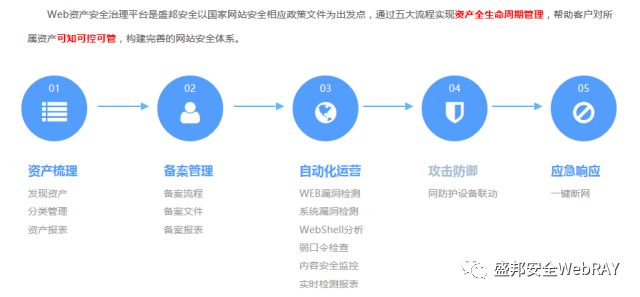 Web资产安全治理平台是盛邦安全以国家网站安全相应政策文件为出发点，通过五大流程实现资产全生命周期管理，帮助客户对所
属资产可知可控可管，构建完善的网站安全体系。
01
02
03
04
05
资产梳理
发现资产
分类管理
资产报表
备案管理
备案流程
备案文件
备案报表
自动化运营
WEB漏洞检测
系统漏洞检测
WebShell分析
弱口令检查
内容安全监控
实时检测报表
攻击防御
同防护设备联动
应急响应
一键断网
盛邦安全WebRAY